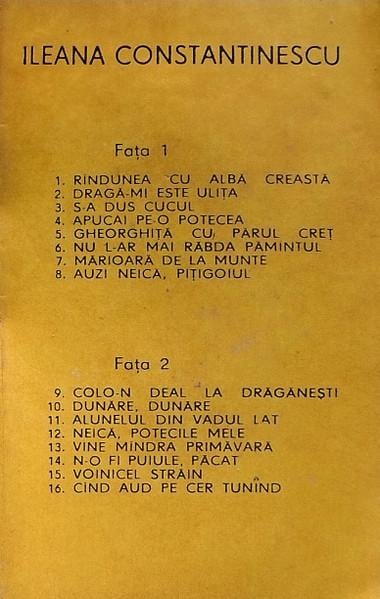 ILEANA CONSTANTINESCU
Fața 1
1. RÎNDUNEA CU ALBĂ CREASTĂ
2. DRAGĂ-MI ESTE ULIȚA
3. S-A DUS CUCUL
4. APUCAI PE-O POTECEA
5. GHEORGHIȚĂ CU PĂRUL CREȚ
6. NU L-AR MAI RĂBDA PĂMÎNTUL
7. MĂRIOARĂ DE LA MUNTE
8. AUZI NEICĂ, PIȚIGOIUL
Fața 2
9. COLO-N DEAL LA DRĂGĂNEȘTI
10. DUNĂRE, DUNĂRE
11. ALUNELUL DIN VADUL LAT
12. NEICĂ, POTECILE MELE
13. VINE MÎNDRA PRIMĂVARĂ
14. N-O FI PUIULE, PĂCAT
15. VOINICEL STRĂIN
16. CÎND AUD PE CER TUNÎND